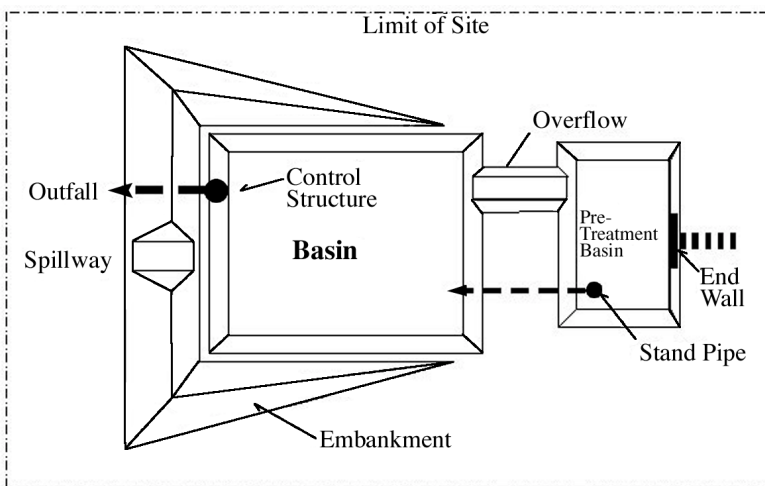 Limit of Site
Overflow
Outfall
Control
Structure
Pre-
Treatment
Basin
Basin
Spillway
End
Wall
Stand Pipe
Embankment